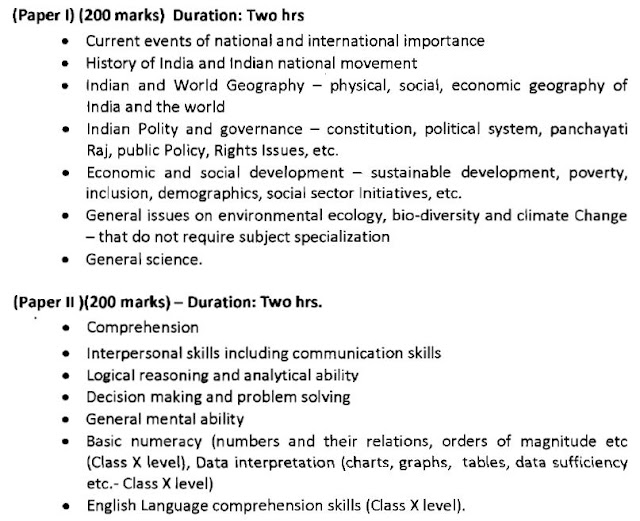 (Paper I) (200 marks) Duration: Two hrs
• Current events of national and international importance
• History of India and Indian national movement
• Indian and World Geography – physical, social, economic geography of
India and the world
• Indian Polity and governance – constitution, political system, panchayati
Raj, public Policy, Rights Issues, etc.
• Economic and social development – sustainable development, poverty,
inclusion, demographics, social sector Initiatives, etc.
• General issues on environmental ecology, bio-diversity and climate Change
– that do not require subject specialization
• General science.
(Paper II )(200 marks) – Duration: Two hrs.
• Comprehension
• Interpersonal skills including communication skills
• Logical reasoning and analytical ability
• Decision making and problem solving
• General mental ability
• Basic numeracy (numbers and their relations, orders of magnitude etc
(Class X level), Data interpretation (charts, graphs, tables, data sufficiency
etc.- Class X level)
• English Language comprehension skills (Class X level).